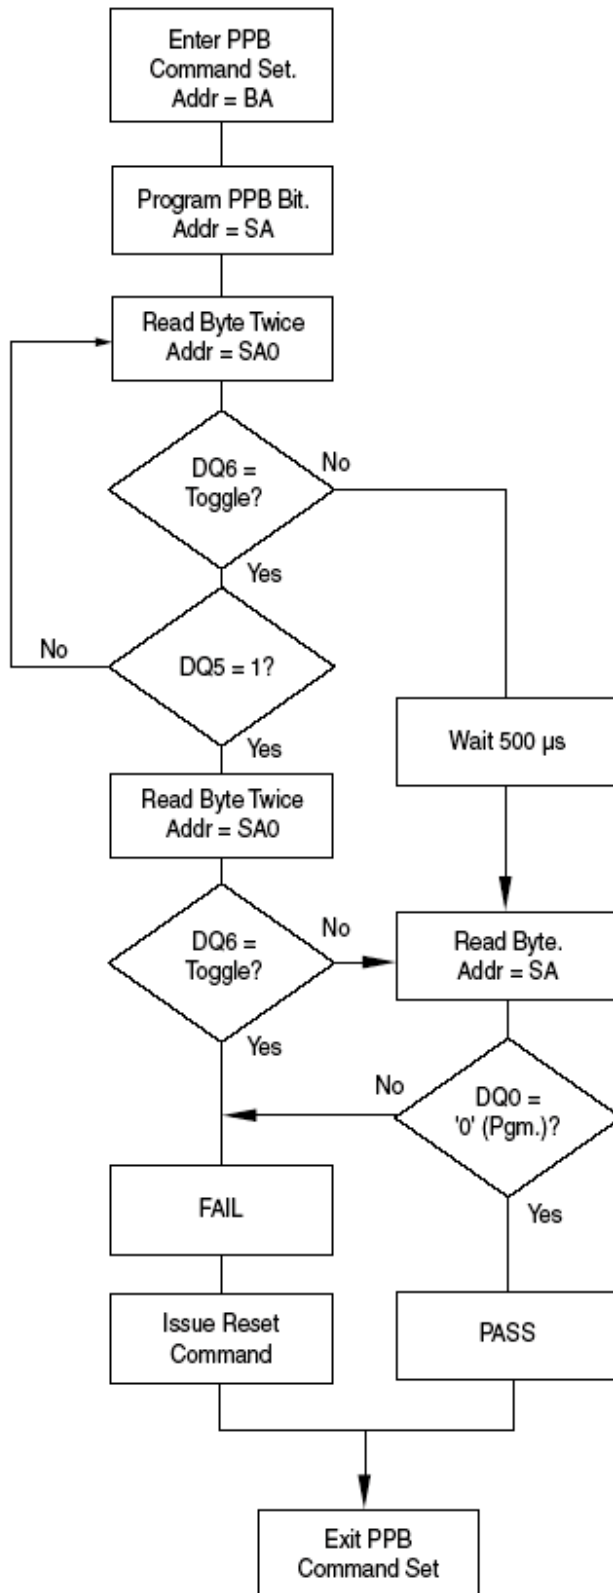 Enter PPB
Command Set.
Addr = BA
Program PPB Bit.
Addr = SA
Read Byte Twice
Addr = SA0
DQ6 =
Toggle?
No
Yes
DQ5 = 1?
No
Yes
Wait 500 µs
Read Byte Twice
Addr = SA0
DQ6 =
Toggle?
No
Yes
Read Byte.
Addr = SA
DQ0 =
'0' (Pgm.)?
No
Yes
FAIL
Issue Reset
Command
PASS
Exit PPB
Command Set